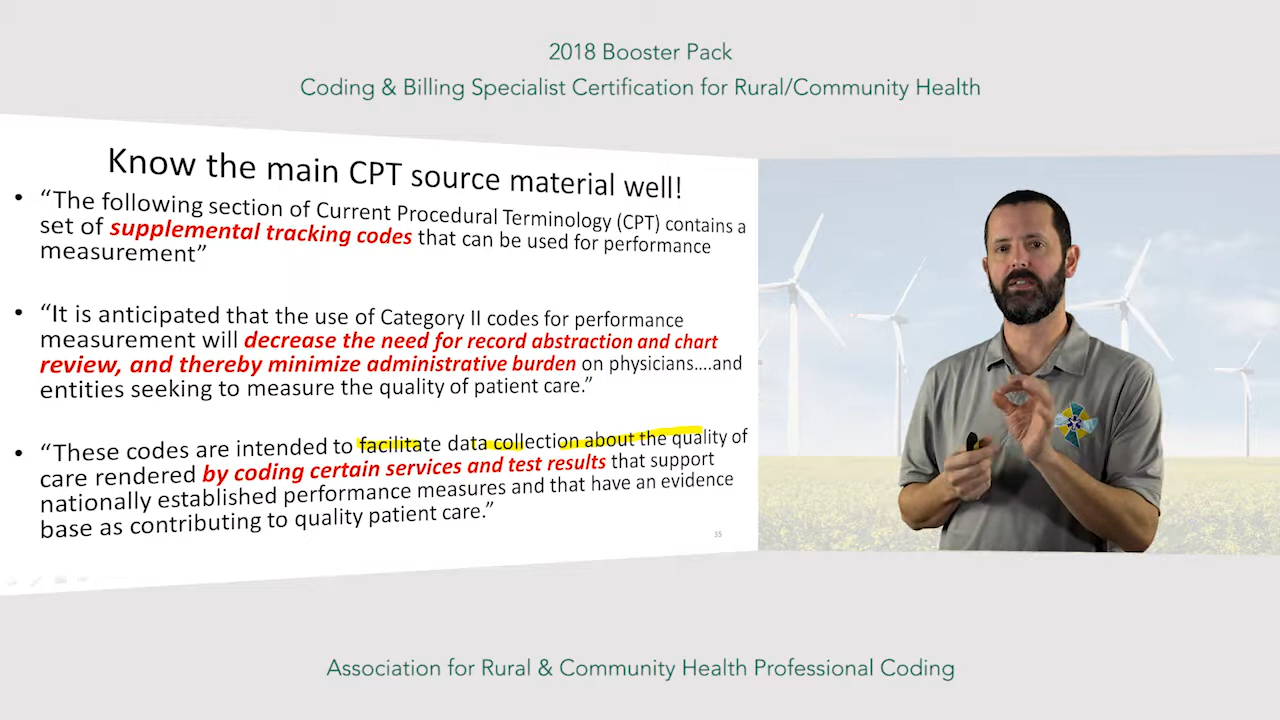 2018 Booster Pack
Coding & Billing Specialist Certification for Rural/Community Health
Know the main CPT source material well!
• “The following section of Current Procedural Terminology (CPT) contains a
set of supplemental tracking codes that can be used for performance
measurement”
• “It is anticipated that the use of Category II codes for performance
measurement will decrease the need for record abstraction and chart
review, and thereby minimize administrative burden on physicians....and
entities seeking to measure the quality of patient care.”
• “These codes are intended to facilitate data collection about the quality of
care rendered by coding certain services and test results that support
nationally established performance measures and that have an evidence
base as contributing to quality patient care.”
35
Association for Rural & Community Health Professional Coding